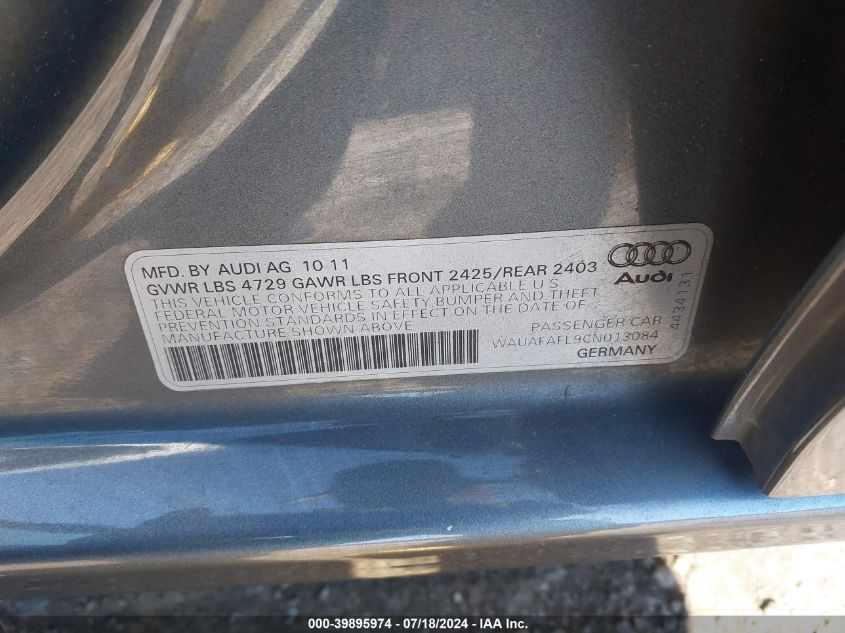 MFD. BY AUDI AG 10 11
GVWR LBS 4729 GAWR LBS FRONT 2425/REAR 2403
THIS VEHICLE CONFORMS TO ALL APPLICABLE U S
FEDERAL MOTOR VEHICLE SAFETY, BUMPER AND THEFT
PREVENTION STANDARDS IN EFFECT ON THE DATE OF
MANUFACTURE SHOWN ABOVE
Audi
PASSENGER CAR
WAUAFAFL9CN013084
GERMANY
4434131
000-39895974 - 07/18/2024 - IAA Inc.